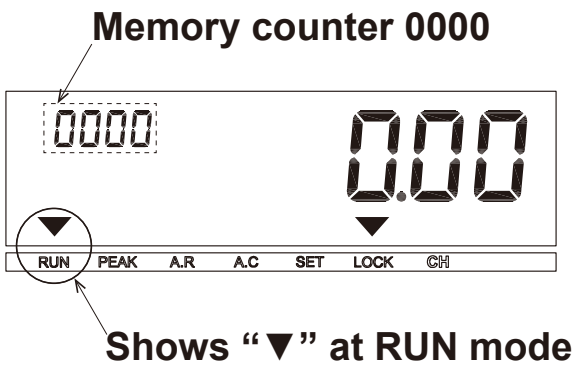 Memory counter 0000
0000
0.00
▼ ▼
RUN PEAK A.R A.C SET LOCK CH
Shows “▼” at RUN mode